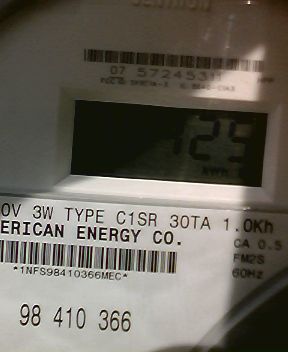 07 57245311
125
kWh
0V 3W TYPE C1SR 30TA 1.0Kh
ERICAN ENERGY CO.
CA 0.5
FM2S
*1NFS98410366MEC*
60Hz
98 410 366